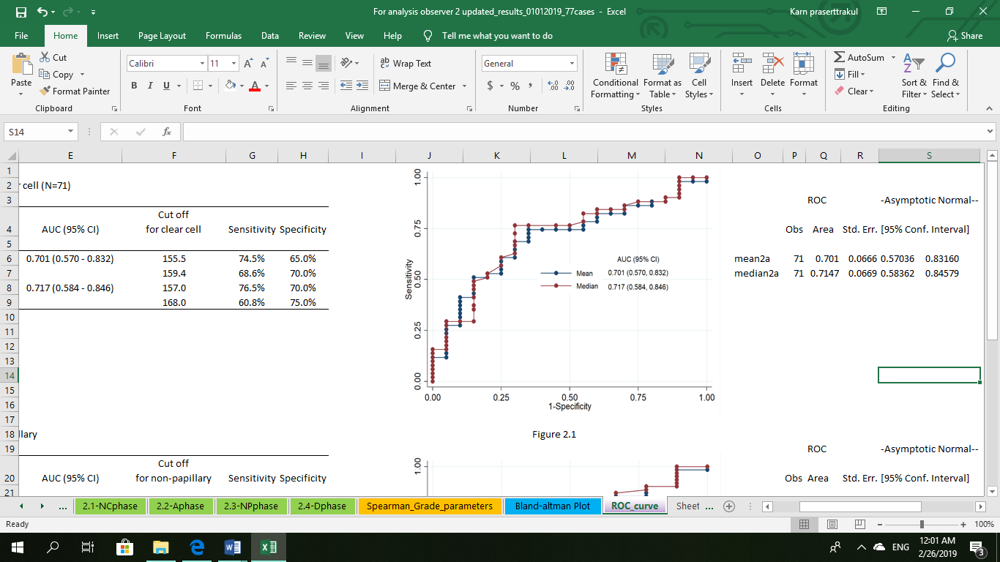 For analysis observer 2 updated_results_01012019_77cases - Excel
Karn praserttrakul
File Home Insert Page Layout Formulas Data Review View Help Tell me what you want to do Share
Paste Cut Copy Format Painter
Calibri 11 A A
B I U A
Wrap Text
Merge & Center
General
$ % ,
Conditional Formatting
Format as Table
Cell Styles
Insert Delete Format
AutoSum
Fill
Clear
Sort & Filter
Find & Select
Clipboard Font Alignment Number Styles Cells Editing
S14 fx
E F G H I J K L M N O P Q R S
1
2 cell (N=71)
3 ROC -Asymptotic Normal--
Cut off
4 AUC (95% CI) for clear cell Sensitivity Specificity Obs Area Std. Err. [95% Conf. Interval]
5
6 0.701 (0.570 - 0.832) 155.5 74.5% 65.0% mean2a 71 0.701 0.0666 0.57036 0.83160
7 159.4 68.6% 70.0% median2a 71 0.7147 0.0669 0.58362 0.84579
8 0.717 (0.584 - 0.846) 157.0 76.5% 70.0%
9 168.0 60.8% 75.0%
10
11
12
13
14
15
16
17
18 llary Figure 2.1
19 ROC -Asymptotic Normal--
Cut off
20 AUC (95% CI) for non-papillary Sensitivity Specificity Obs Area Std. Err. [95% Conf. Interval]
21
1.00
0.75
0.50
0.25
0.00
Sensitivity
AUC (95% CI)
Mean 0.701 (0.570, 0.832)
Median 0.717 (0.584, 0.846)
0.00 0.25 0.50 0.75 1.00
1-Specificity
1.00
... 2.1-NCphase 2.2-Aphase 2.3-NPphase 2.4-Dphase Spearman_Grade_parameters Bland-altman Plot ROC_curve Sheet ...
Ready 100%
ENG 12:01 AM
2/26/2019
3